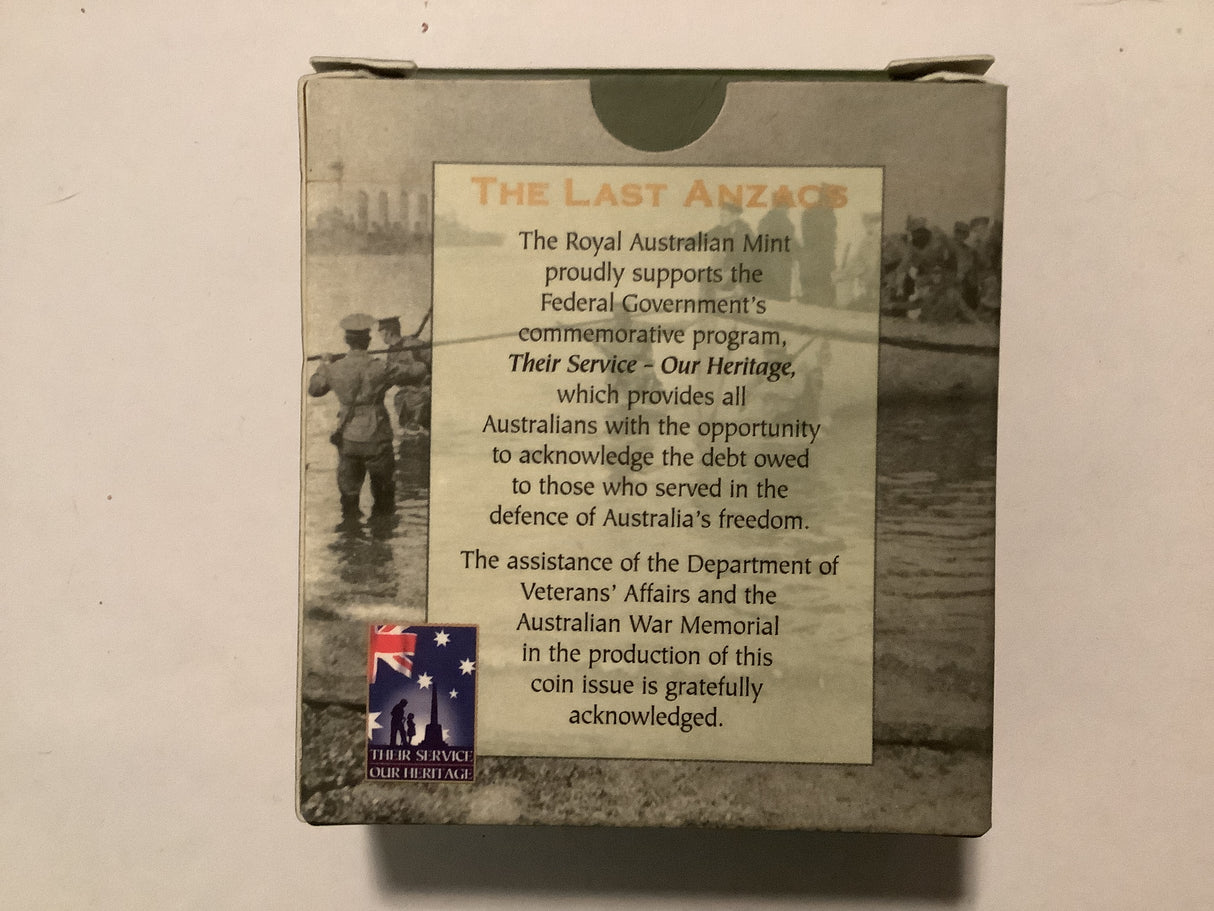 THE LAST ANZACS
The Royal Australian Mint
proudly supports the
Federal Government's
commemorative program,
Their Service – Our Heritage,
which provides all
Australians with the opportunity
to acknowledge the debt owed
to those who served in the
defence of Australia's freedom.
The assistance of the Department of
Veterans' Affairs and the
Australian War Memorial
in the production of this
coin issue is gratefully
acknowledged.
THEIR SERVICE
OUR HERITAGE